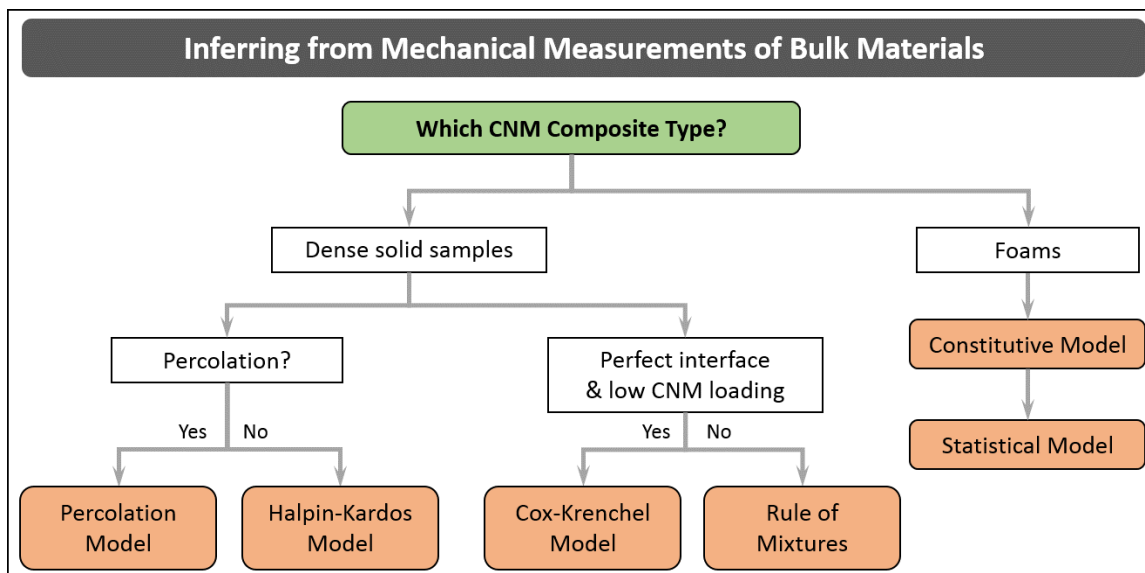 Inferring from Mechanical Measurements of Bulk Materials
Which CNM Composite Type?
Dense solid samples
Foams
Percolation?
Perfect interface
& low CNM loading
Constitutive Model
Statistical Model
Yes
No
Yes
No
Percolation
Model
Halpin-Kardos
Model
Cox-Krenchel
Model
Rule of
Mixtures